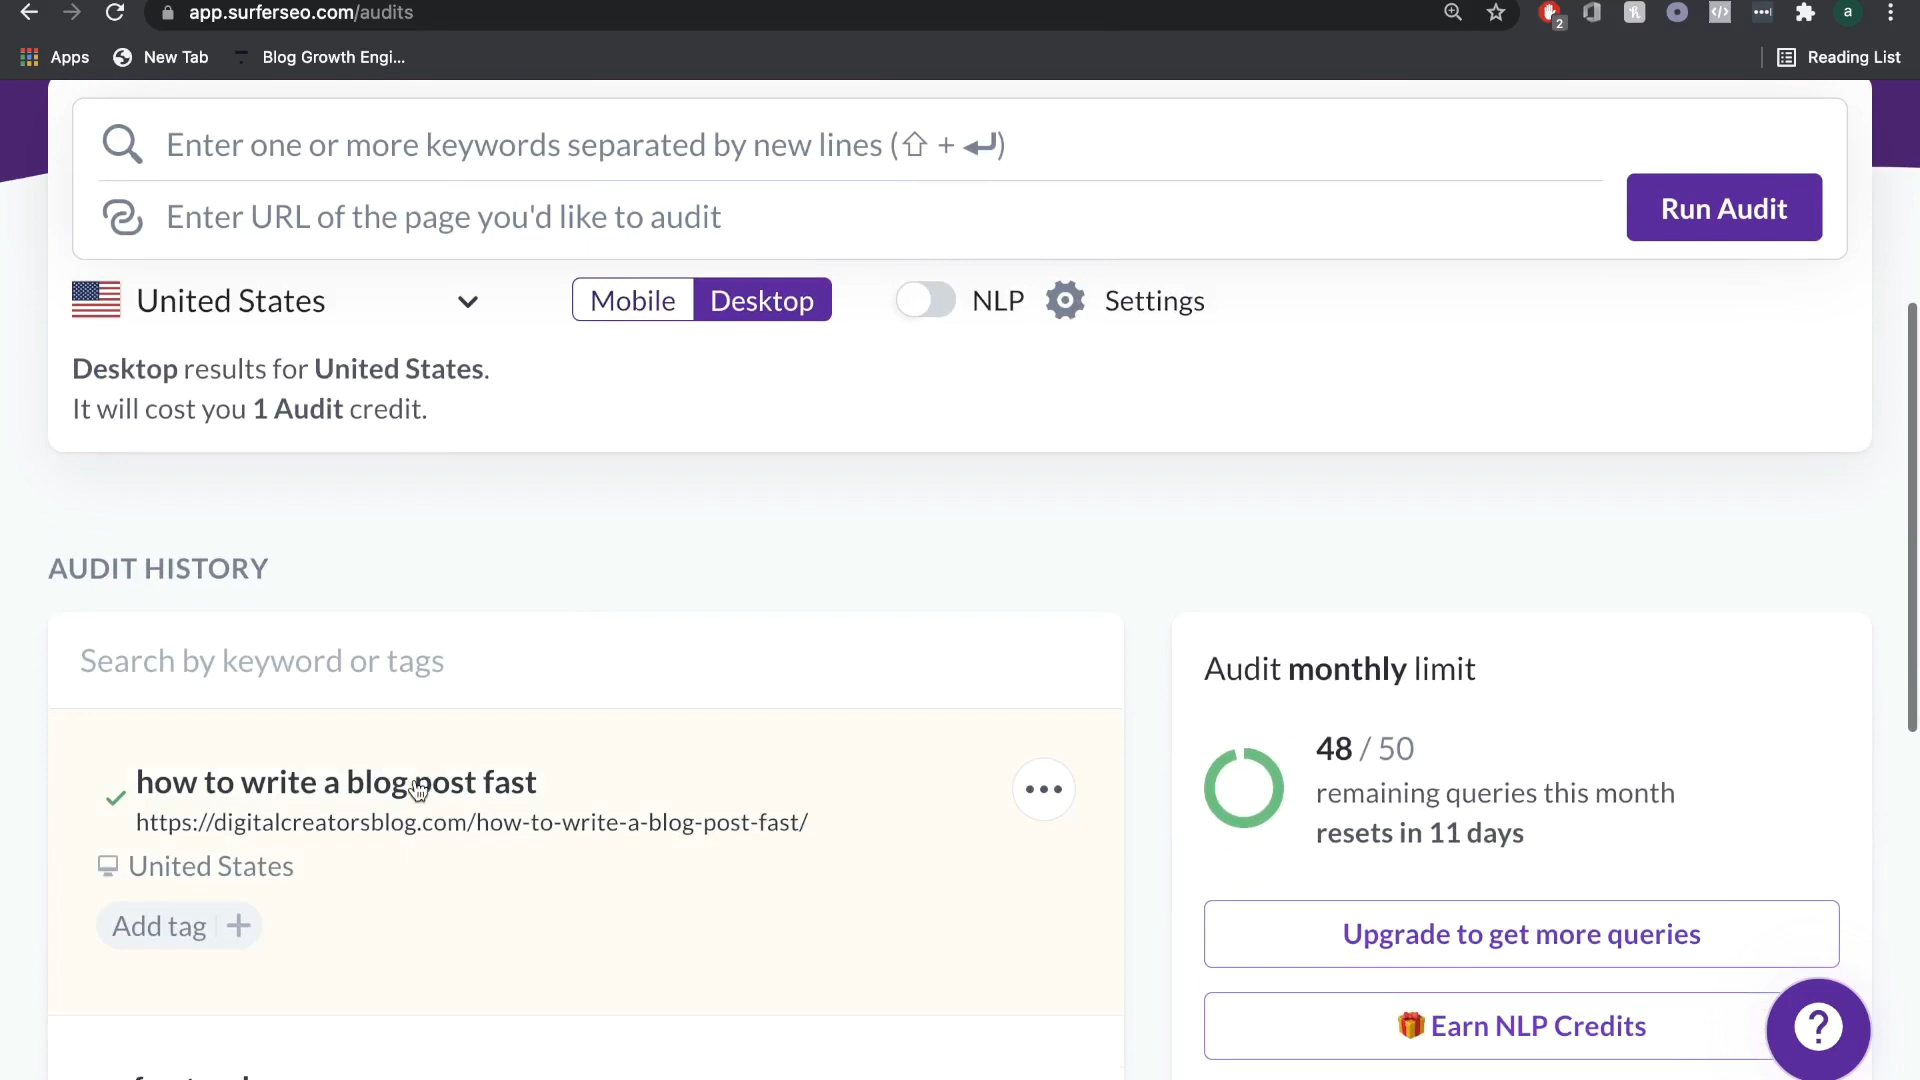 app.surferseo.com/audits
2
a
Apps
New Tab
Blog Growth Engi...
Reading List
Enter one or more keywords separated by new lines (⇧ + ↵)
Enter URL of the page you'd like to audit
Run Audit
United States
Mobile
Desktop
NLP
Settings
Desktop results for United States.
It will cost you 1 Audit credit.
AUDIT HISTORY
Search by keyword or tags
how to write a blog post fast
https://digitalcreatorsblog.com/how-to-write-a-blog-post-fast/
United States
Add tag +
Audit monthly limit
48 / 50
remaining queries this month
resets in 11 days
Upgrade to get more queries
Earn NLP Credits
?